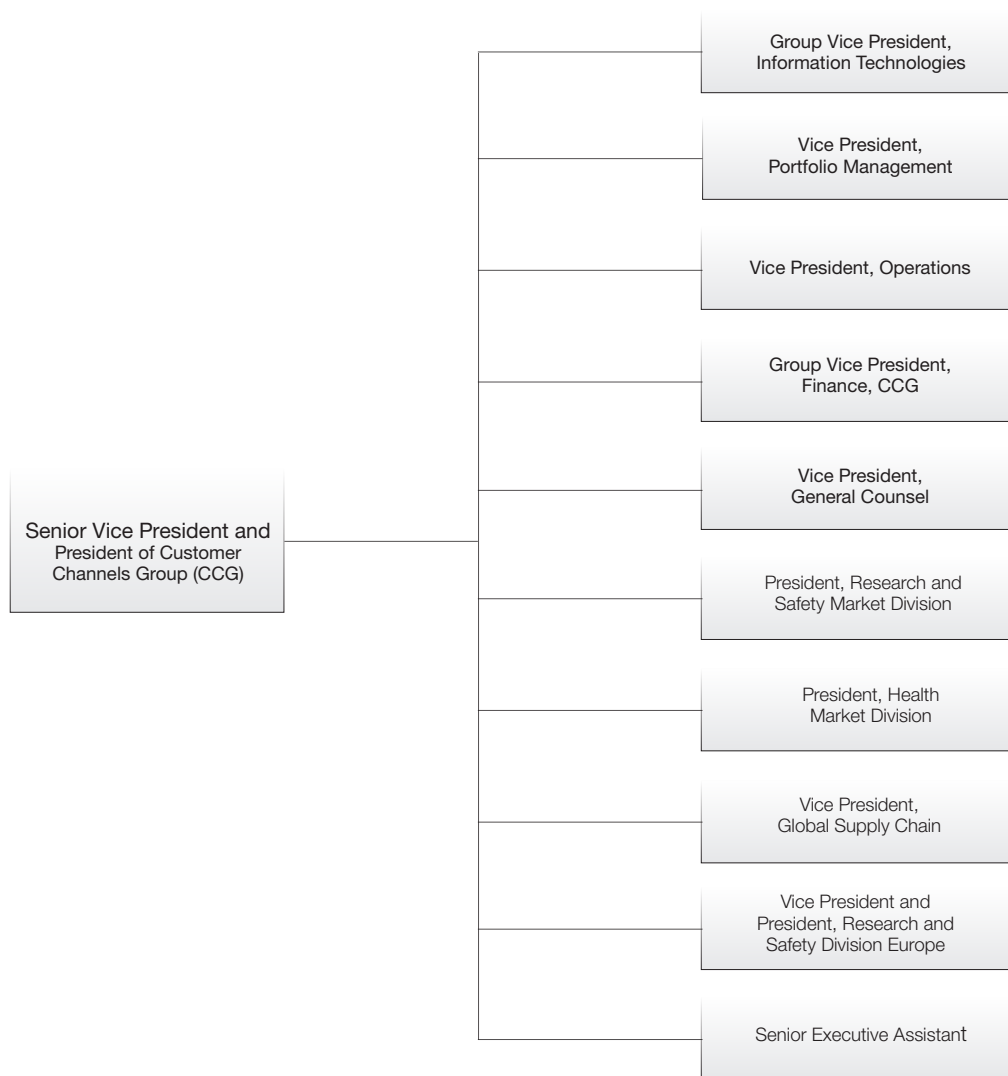 Group Vice President,
Information Technologies
Vice President,
Portfolio Management
Vice President, Operations
Group Vice President,
Finance, CCG
Vice President,
General Counsel
Senior Vice President and
President of Customer
Channels Group (CCG)
President, Research and
Safety Market Division
President, Health
Market Division
Vice President,
Global Supply Chain
Vice President and
President, Research and
Safety Division Europe
Senior Executive Assistant